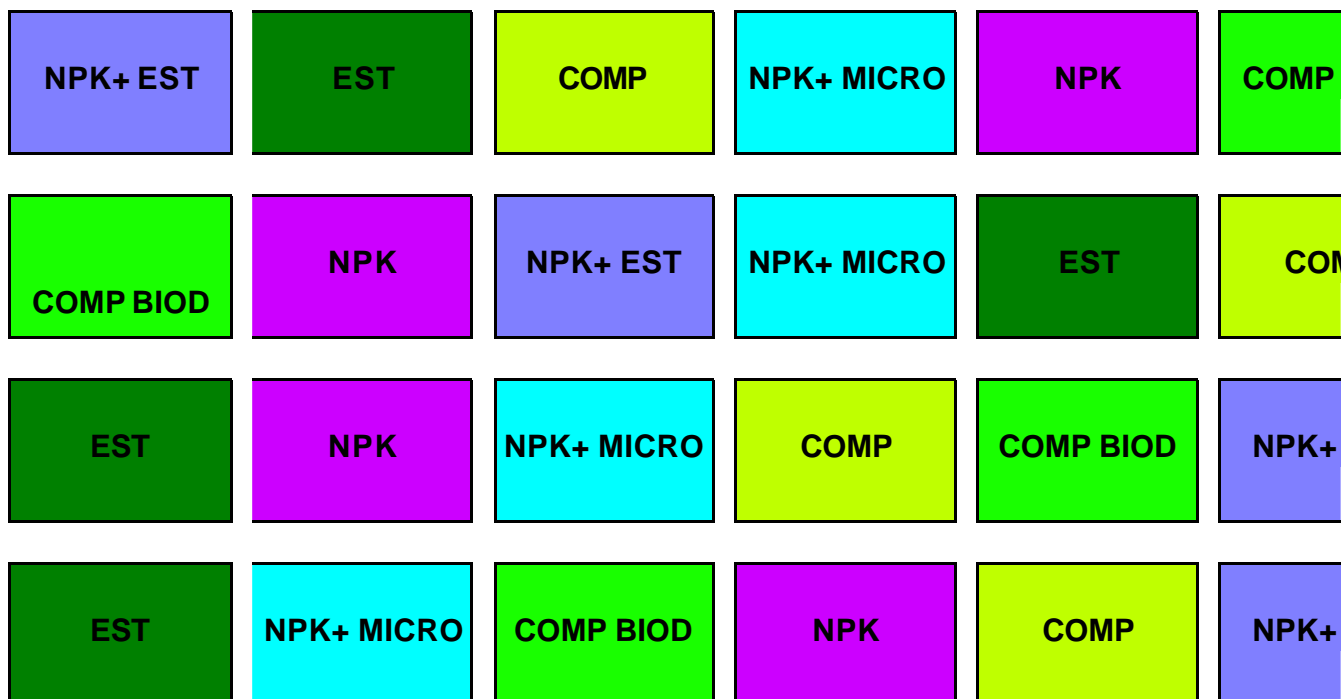 NPK+ EST EST COMP NPK+ MICRO NPK COMP
COMP BIOD NPK NPK+ EST NPK+ MICRO EST
EST NPK NPK+ MICRO COMP COMP BIOD NPK+
EST NPK+ MICRO COMP BIOD NPK COMP NPK+